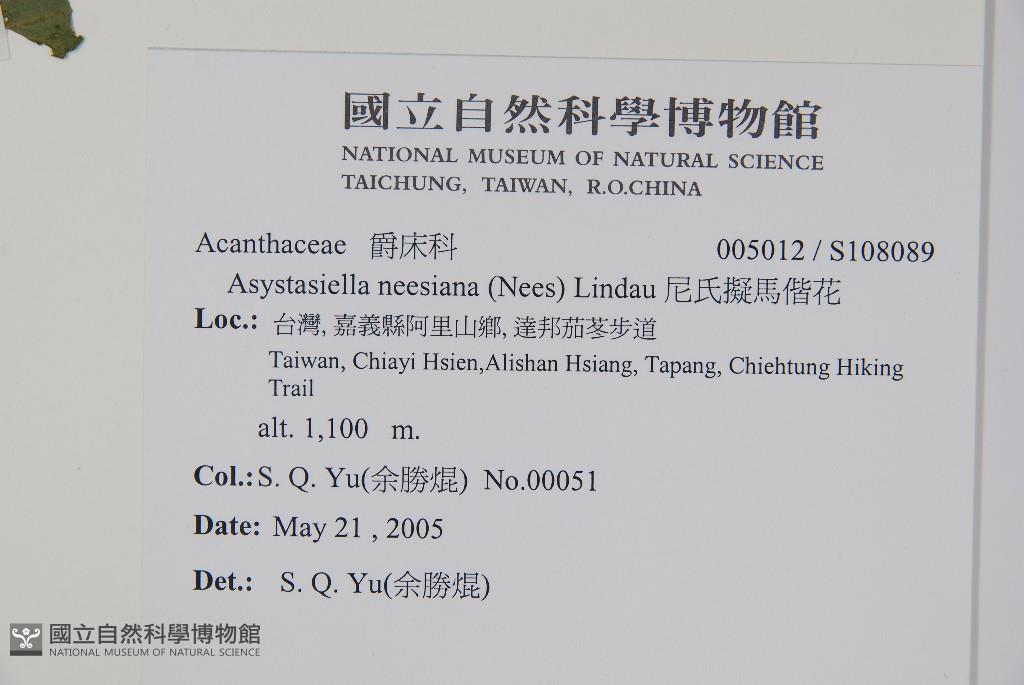 國立自然科學博物館
NATIONAL MUSEUM OF NATURAL SCIENCE
TAICHUNG, TAIWAN, R.O.CHINA
Acanthaceae 爵床科 005012 / S108089
Asystasiella neesiana (Nees) Lindau 尼氏擬馬偕花
Loc.: 台灣, 嘉義縣阿里山鄉, 達邦茄苳步道
Taiwan, Chiayi Hsien,Alishan Hsiang, Tapang, Chiehtung Hiking
Trail
alt. 1,100 m.
Col.: S. Q. Yu(余勝焜) No.00051
Date: May 21 , 2005
Det.: S. Q. Yu(余勝焜)
國立自然科學博物館
NATIONAL MUSEUM OF NATURAL SCIENCE